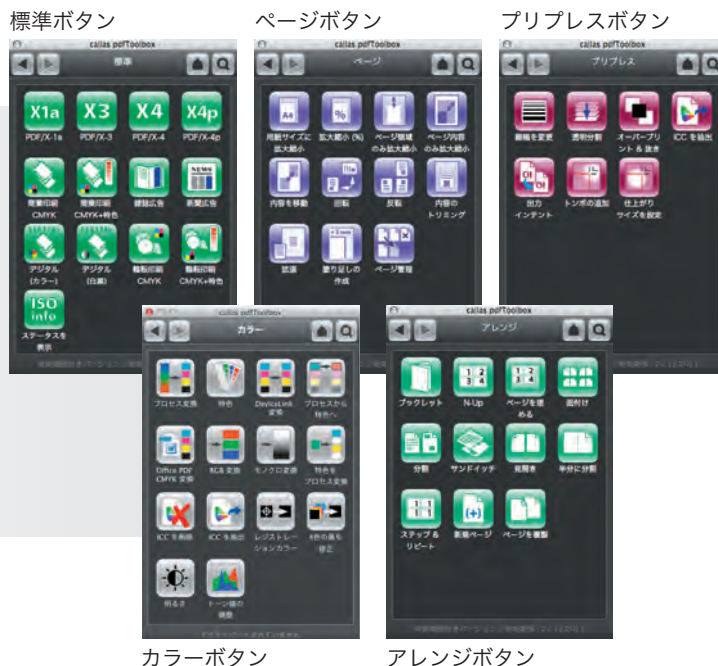 標準ボタン
ページボタン
プリプレスボタン
callas pdfToolbox
標準
X1a
X3
X4
X4p
PDF/X-1a
PDF/X-3
PDF/X-4
PDF/X-4p
商業印刷
CMYK
商業印刷
CMYK+特色
雑誌広告
NEWS
新聞広告
デジタル
(カラー)
デジタル
(白黒)
輪転印刷
CMYK
輪転印刷
CMYK+特色
ISO
info
ステータスを
表示
callas pdfToolbox
ページ
A4
%
用紙サイズに
拡大縮小
拡大縮小 (%)
ページ領域
のみ拡大縮小
ページ内容
のみ拡大縮小
内容を移動
回転
反転
内容の
トリミング
拡張
塗り足しの
作成
ページ管理
callas pdfToolbox
プリプレス
線幅を変更
透明分割
オーバープリ
ント & 抜き
ICC を抽出
出力
インテント
トンボの追加
仕上がり
サイズを設定
callas pdfToolbox
カラー
プロセス変換
特色
DeviceLink
変換
プロセスから
特色へ
Office PDF
CMYK 変換
RGB 変換
モノクロ変換
特色を
プロセス変換
ICC を削除
ICC を抽出
レジストレー
ションカラー
4色の黒を
修正
明るさ
トーン値の
調整
callas pdfToolbox
アレンジ
ブックレット
N-Up
ページを埋
める
面付け
分割
サンドイッチ
見開き
半分に分割
ステップ &
リピート
新規ページ
ページを複製
カラーボタン
アレンジボタン